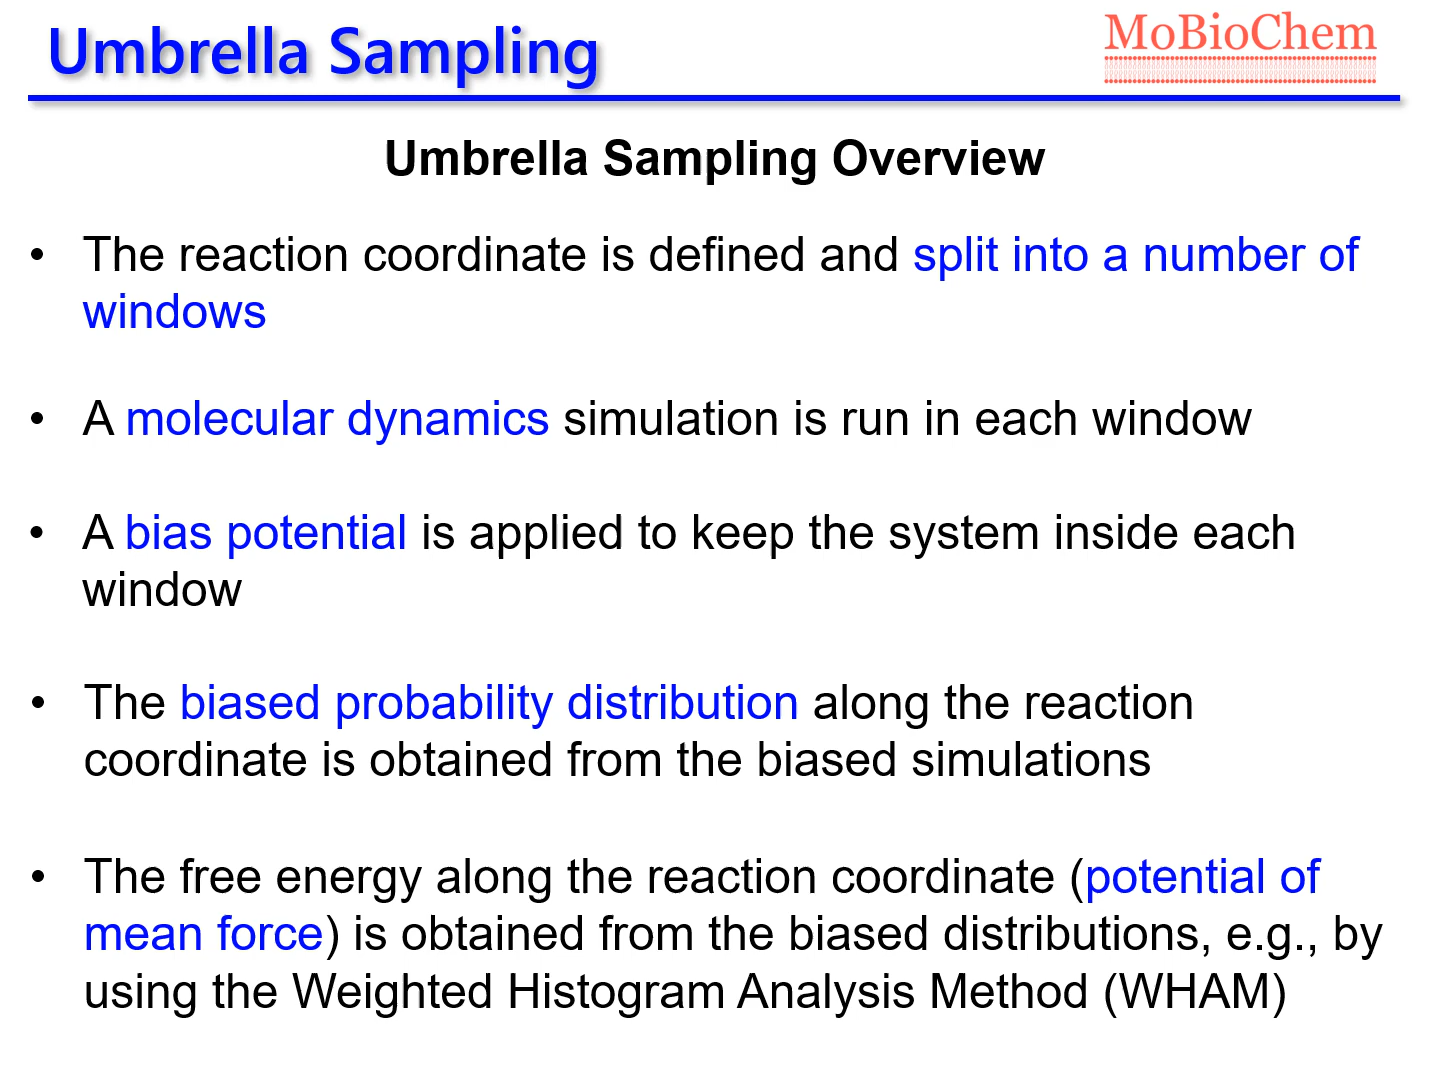 Umbrella Sampling
MoBioChem
Umbrella Sampling Overview
• The reaction coordinate is defined and split into a number of
windows
• A molecular dynamics simulation is run in each window
• A bias potential is applied to keep the system inside each
window
• The biased probability distribution along the reaction
coordinate is obtained from the biased simulations
• The free energy along the reaction coordinate (potential of
mean force) is obtained from the biased distributions, e.g., by
using the Weighted Histogram Analysis Method (WHAM)